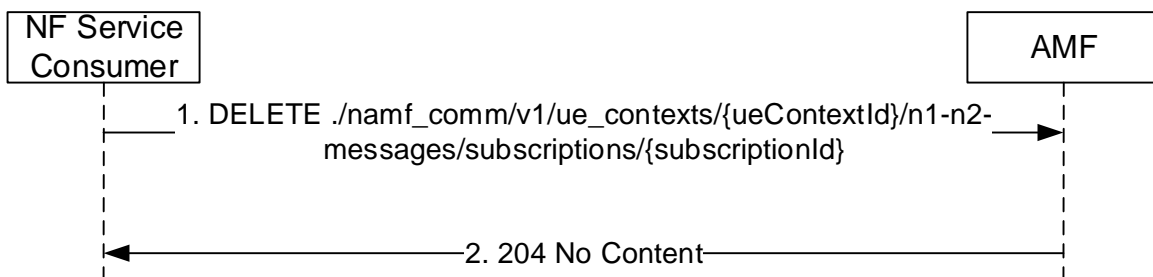 NF Service
Consumer
AMF
1. DELETE ./namf_comm/v1/ue_contexts/{ueContextId}/n1-n2-
messages/subscriptions/{subscriptionId}
2. 204 No Content